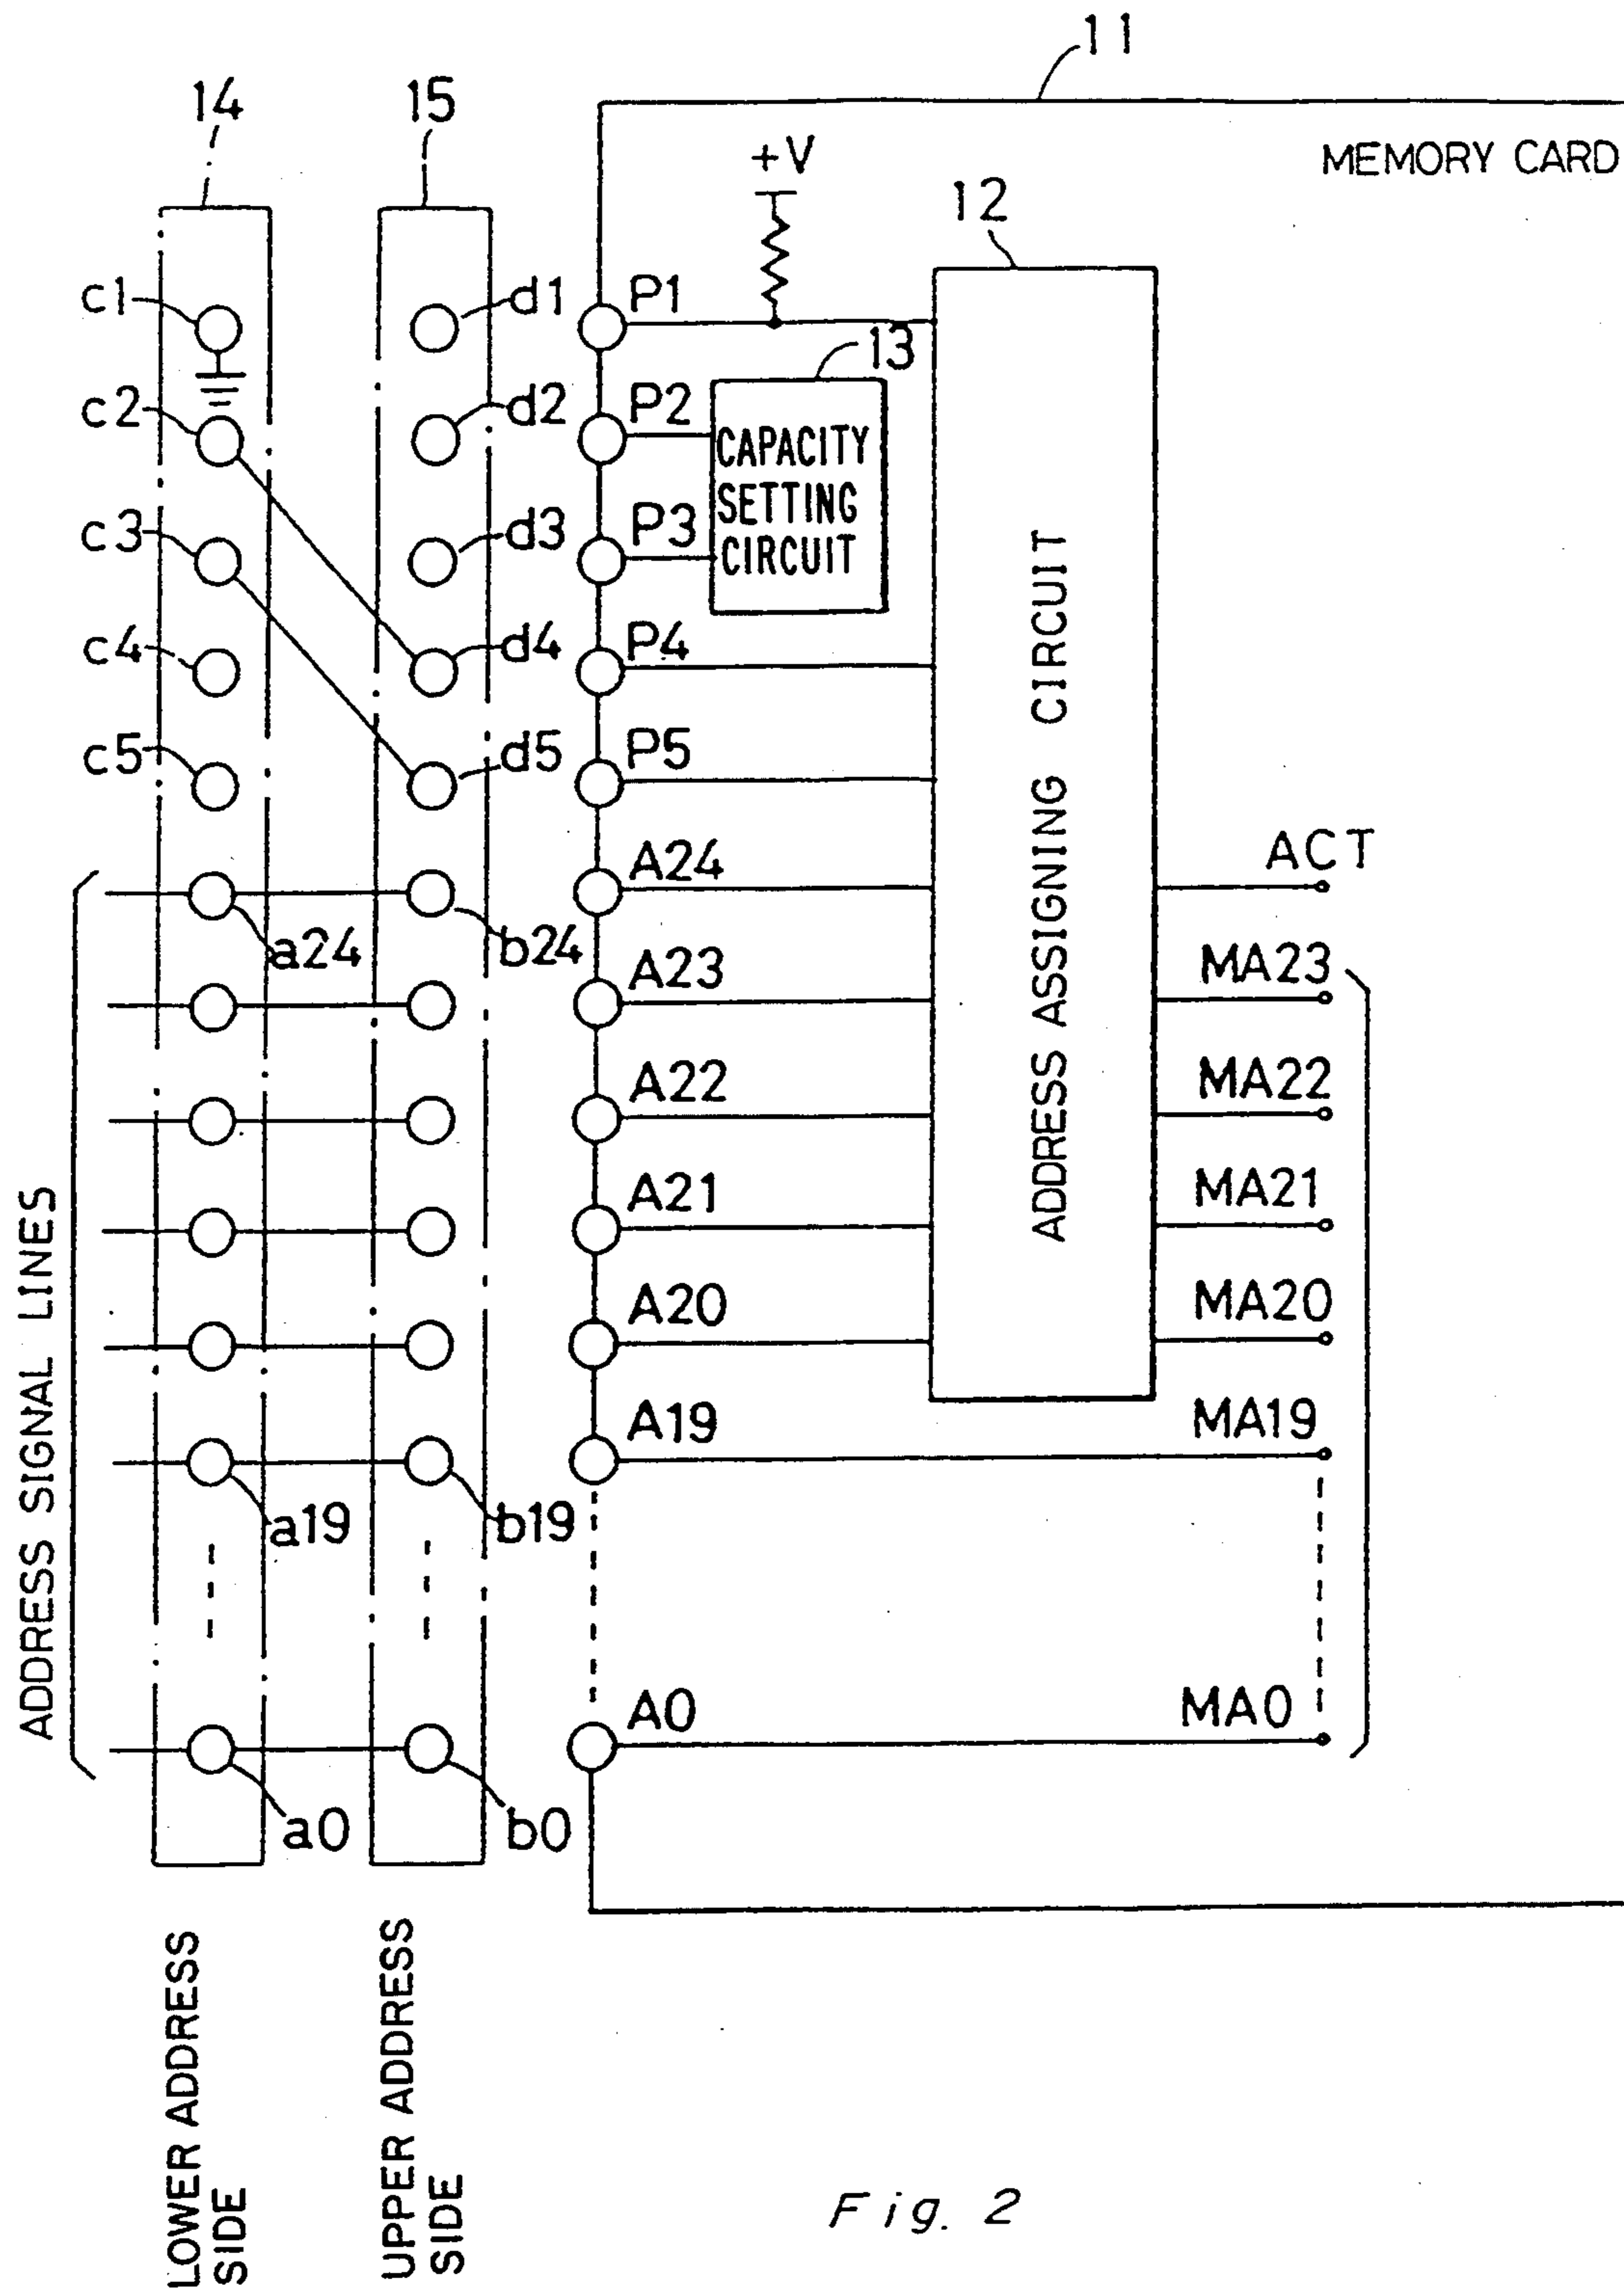 11
14
15
+V
MEMORY CARD
12
c1
d1
P1
13
c2
d2
P2
CAPACITY
SETTING
CIRCUIT
c3
d3
P3
c4
d4
P4
c5
d5
P5
ADDRESS ASSIGNING CIRCUIT
A24
ACT
a24
b24
A23
MA23
A22
MA22
A21
MA21
A20
MA20
A19
MA19
a19
b19
ADDRESS SIGNAL LINES
A0
MA0
a0
b0
LOWER ADDRESS
SIDE
UPPER ADDRESS
SIDE
Fig. 2